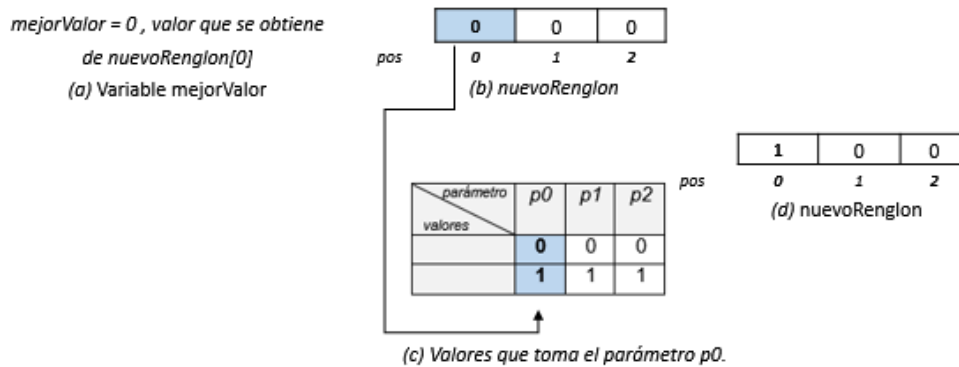 mejorValor = 0 , valor que se obtiene
de nuevoRenglon[0]
(a) Variable mejorValor
0 0 0
pos 0 1 2
(b) nuevoRenglon
parámetro p0 p1 p2
valores
0 0 0
1 1 1
(c) Valores que toma el parámetro p0.
1 0 0
pos 0 1 2
(d) nuevoRenglon